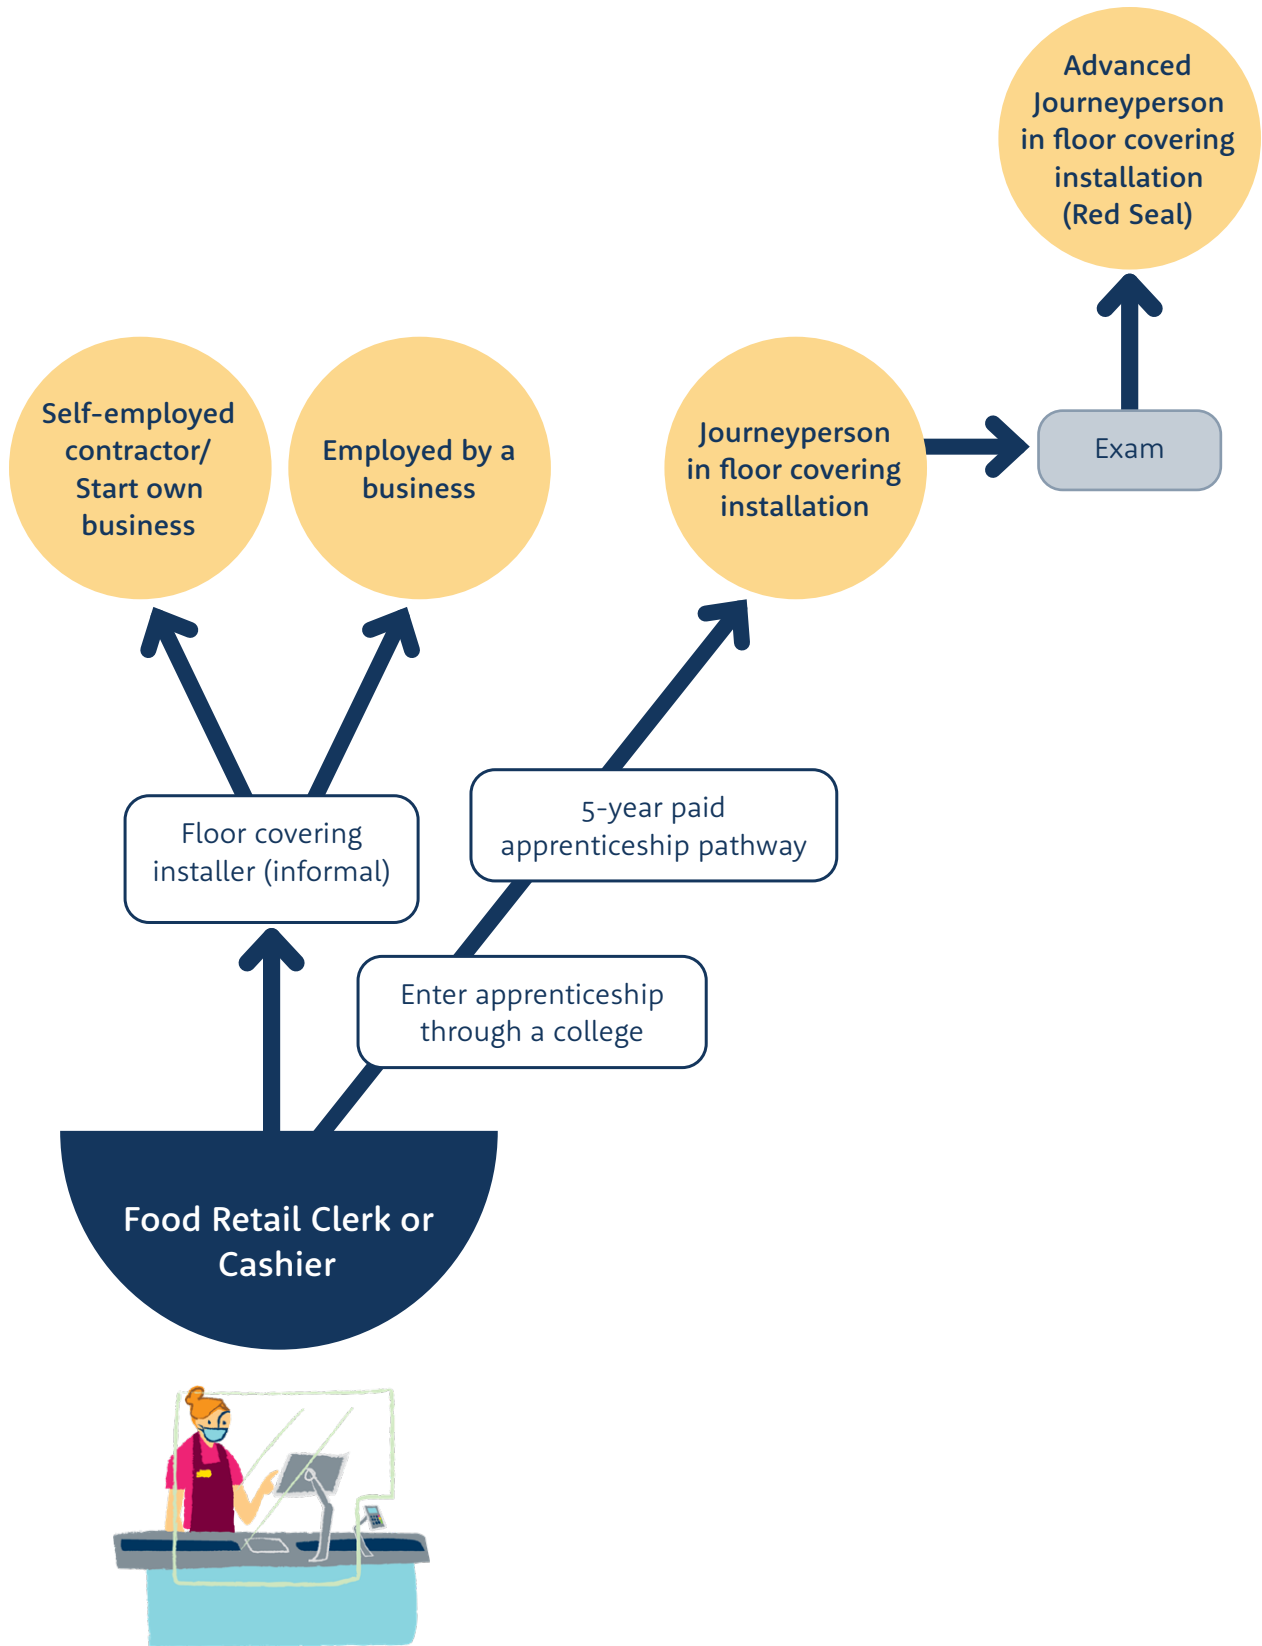 Advanced
Journeyperson
in floor covering
installation
(Red Seal)
Self-employed
contractor/
Start own
business
Employed by a
business
Journeyperson
in floor covering
installation
Exam
Floor covering
installer (informal)
5-year paid
apprenticeship pathway
Enter apprenticeship
through a college
Food Retail Clerk or
Cashier